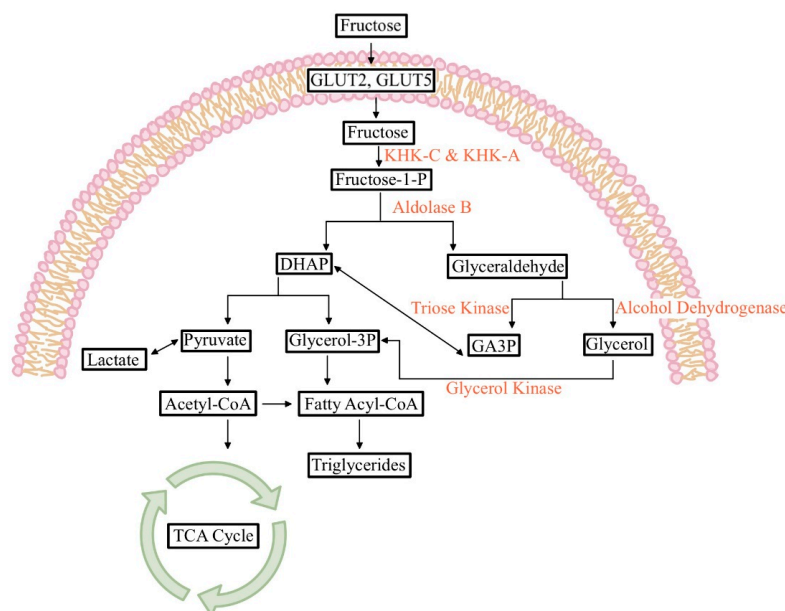 Fructose
GLUT2, GLUT5
Fructose
KHK-C & KHK-A
Fructose-1-P
Aldolase B
DHAP
Glyceraldehyde
Triose Kinase
Alcohol Dehydrogenase
Lactate
Pyruvate
Glycerol-3P
GA3P
Glycerol
Glycerol Kinase
Acetyl-CoA
Fatty Acyl-CoA
Triglycerides
TCA Cycle